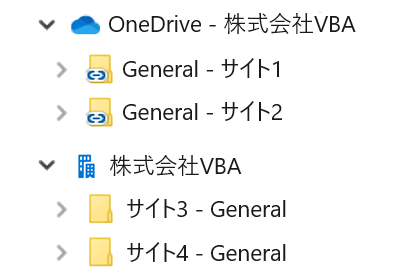 OneDrive - 株式会社VBA
General - サイト1
General - サイト2
株式会社VBA
サイト3 - General
サイト4 - General